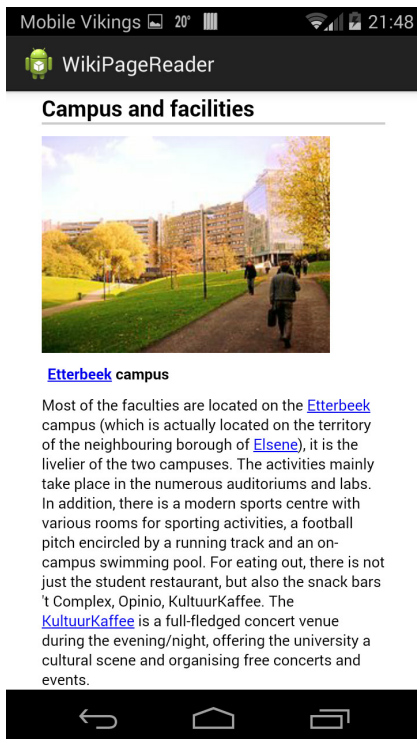 Mobile Vikings 20° 21:48
WikiPageReader
Campus and facilities
Etterbeek campus
Most of the faculties are located on the Etterbeek
campus (which is actually located on the territory
of the neighbouring borough of Elsene), it is the
livelier of the two campuses. The activities mainly
take place in the numerous auditoriums and labs.
In addition, there is a modern sports centre with
various rooms for sporting activities, a football
pitch encircled by a running track and an on-
campus swimming pool. For eating out, there is not
just the student restaurant, but also the snack bars
't Complex, Opinio, KultuurKaffee. The
KultuurKaffee is a full-fledged concert venue
during the evening/night, offering the university a
cultural scene and organising free concerts and
events.